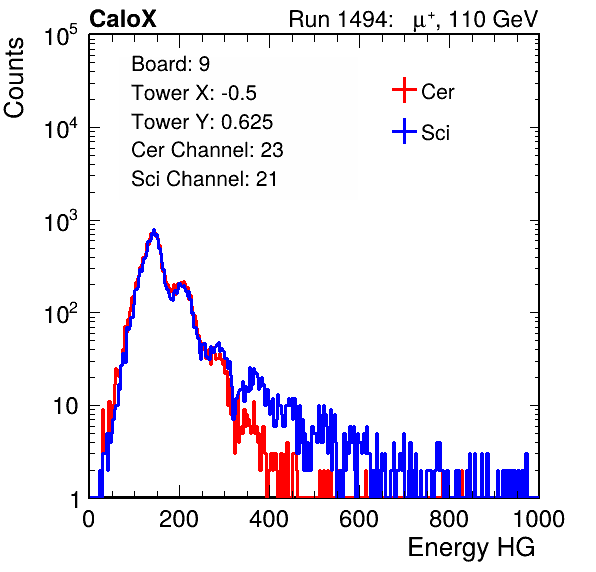 CaloX Run 1494: μ⁺, 110 GeV
Board: 9
Tower X: -0.5
Tower Y: 0.625
Cer Channel: 23
Sci Channel: 21
Cer
Sci
Counts
10⁵
10⁴
10³
10²
10
1
0 200 400 600 800 1000
Energy HG